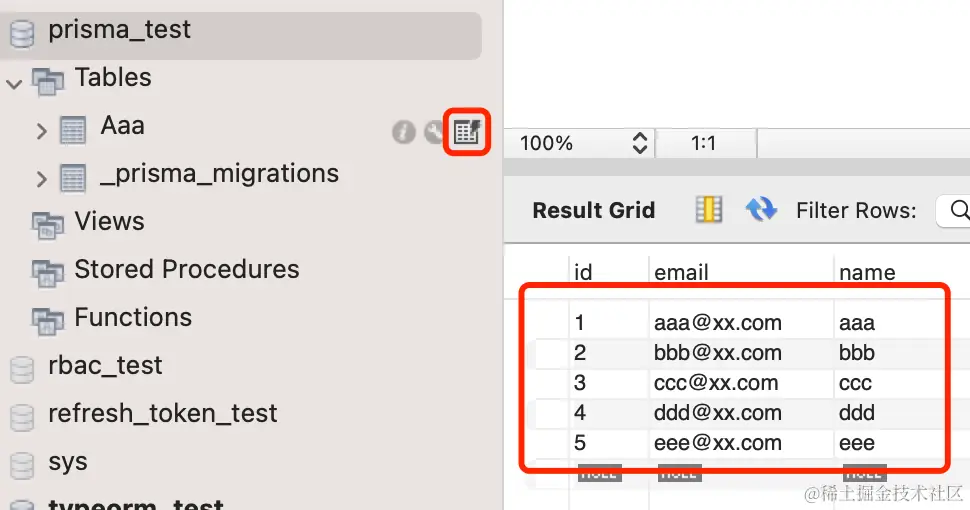 prisma_test
Tables
Aaa
_prisma_migrations
Views
Stored Procedures
Functions
rbac_test
refresh_token_test
sys
typeorm_test
100% 1:1
Result Grid Filter Rows:
id email name
1 aaa@xx.com aaa
2 bbb@xx.com bbb
3 ccc@xx.com ccc
4 ddd@xx.com ddd
5 eee@xx.com eee
NULL NULL NULL
@稀土掘金技术社区